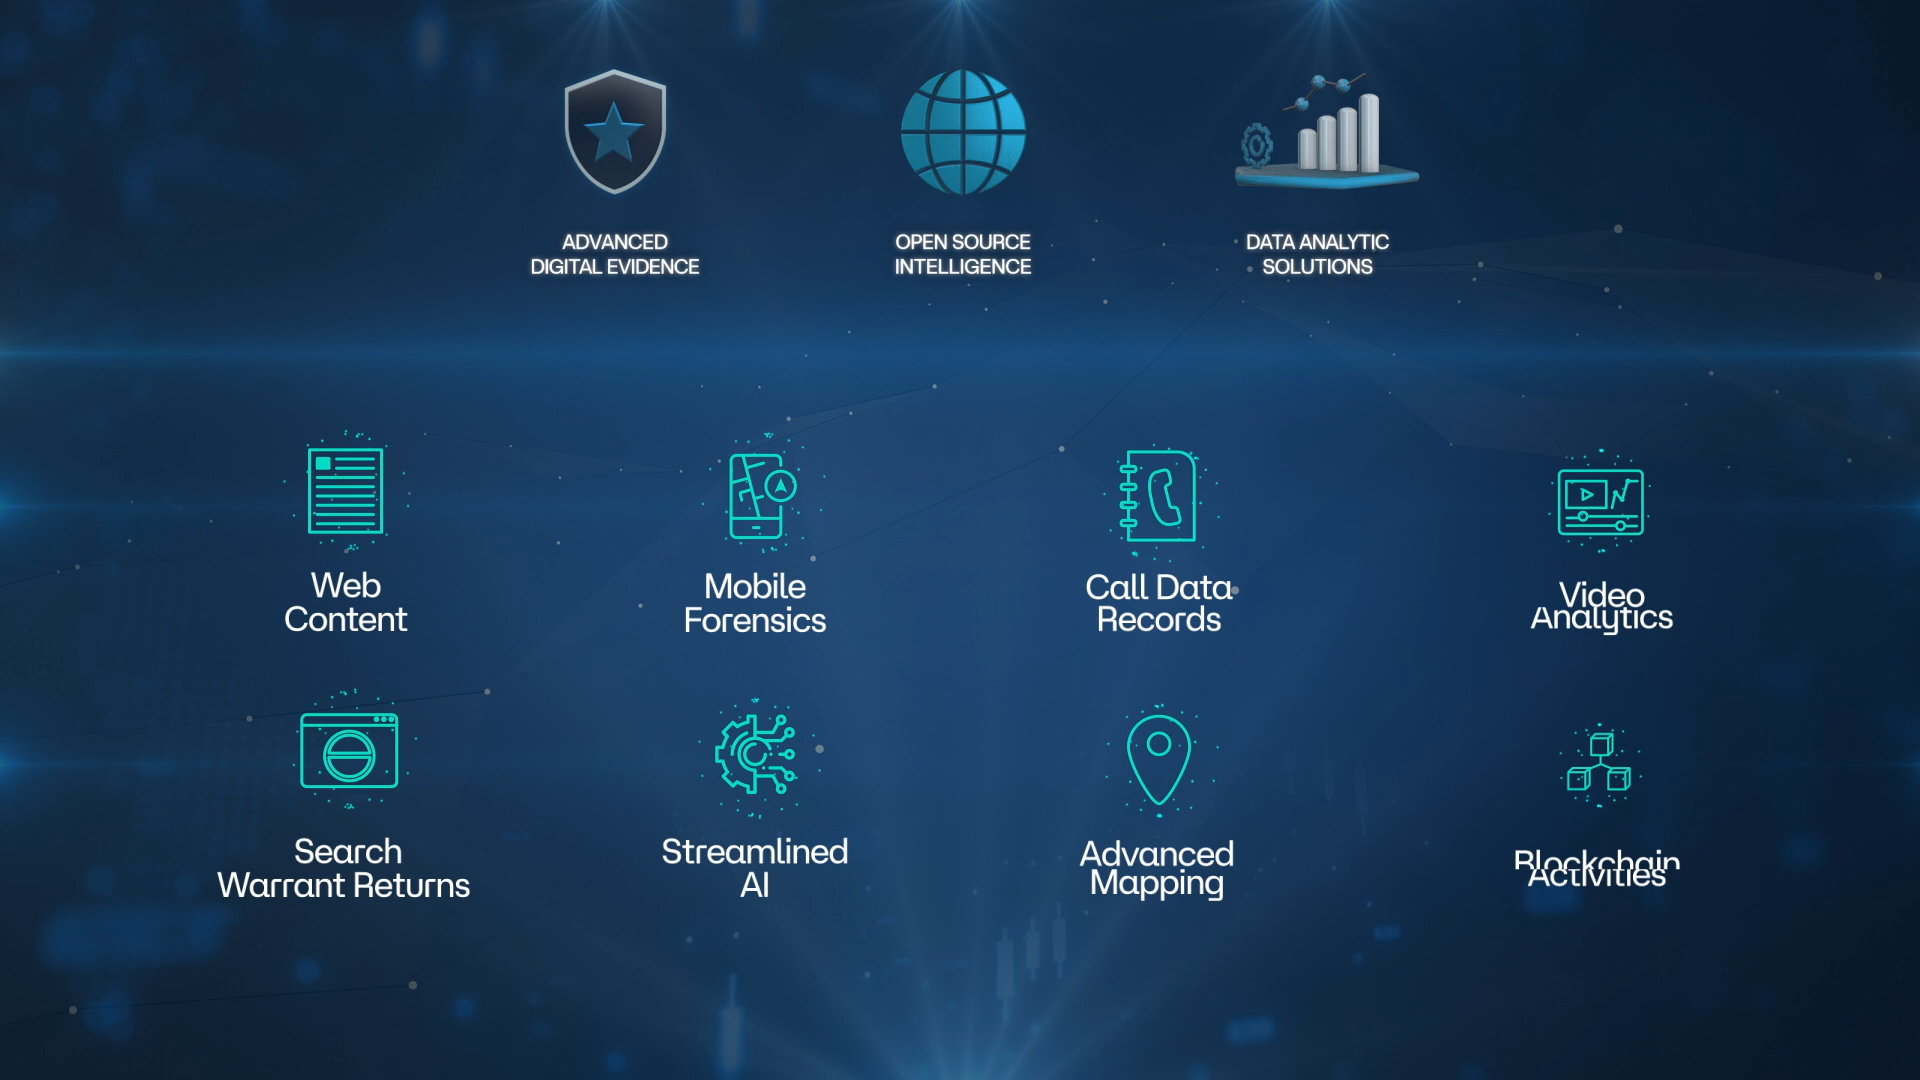 ADVANCED
DIGITAL EVIDENCE
OPEN SOURCE
INTELLIGENCE
DATA ANALYTIC
SOLUTIONS
Web
Content
Mobile
Forensics
Call Data
Records
Video
Analytics
Search
Warrant Returns
Streamlined
AI
Advanced
Mapping
Blockchain
Activities